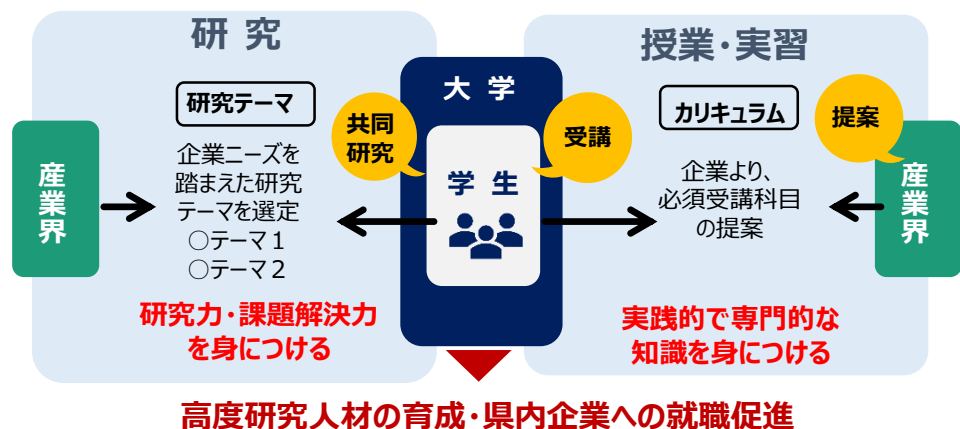 研 究
研究テーマ
産業界
企業ニーズを
踏まえた研究
テーマを選定
○テーマ１
○テーマ２
研究力・課題解決力
を身につける
共同
研究
大 学
学 生
受講
授業・実習
カリキュラム
提案
企業より、
必須受講科目
の提案
産業界
実践的で専門的な
知識を身につける
高度研究人材の育成・県内企業への就職促進